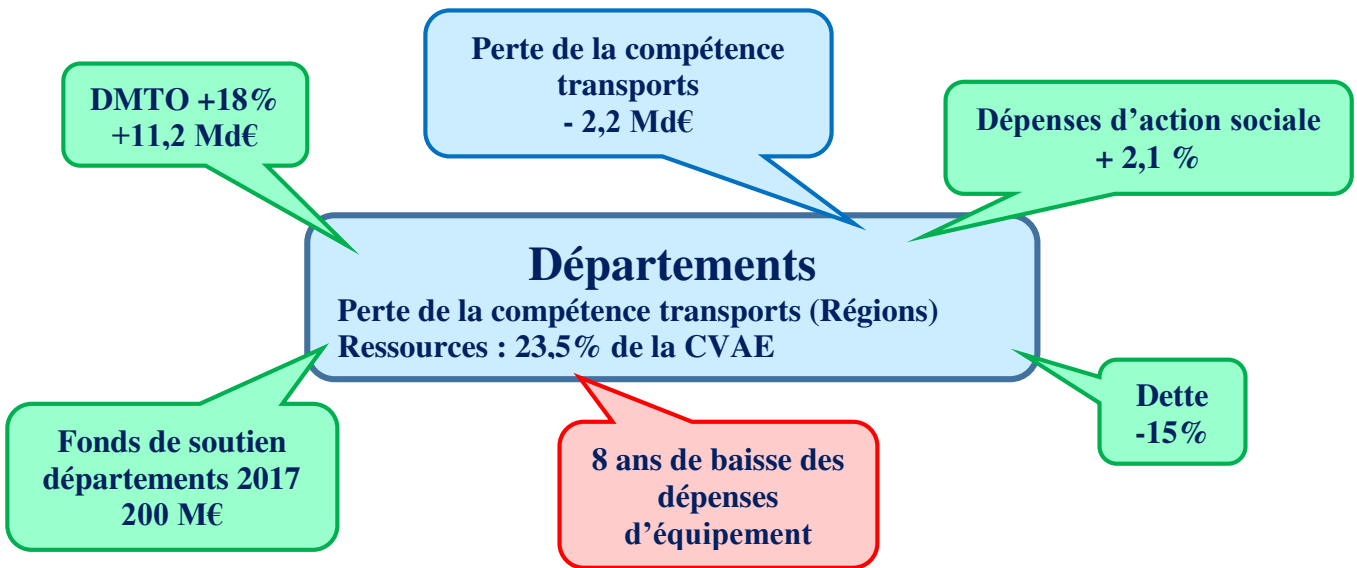 Perte de la compétence
transports
- 2,2 Md€
DMTO +18%
+11,2 Md€
Dépenses d’action sociale
+ 2,1 %
Départements
Perte de la compétence transports (Régions)
Ressources : 23,5% de la CVAE
Fonds de soutien
départements 2017
200 M€
8 ans de baisse des
dépenses
d’équipement
Dette
-15%